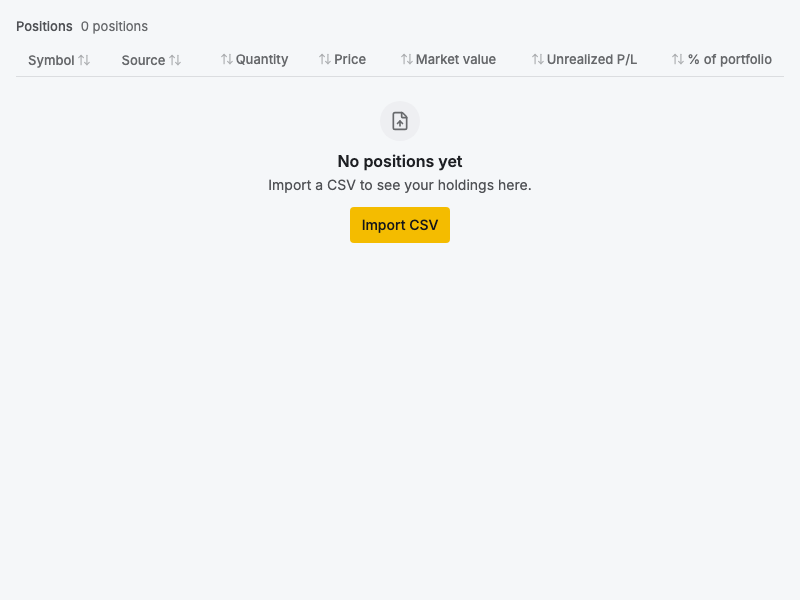 Positions 0 positions
Symbol Source Quantity Price Market value Unrealized P/L % of portfolio
No positions yet
Import a CSV to see your holdings here.
Import CSV